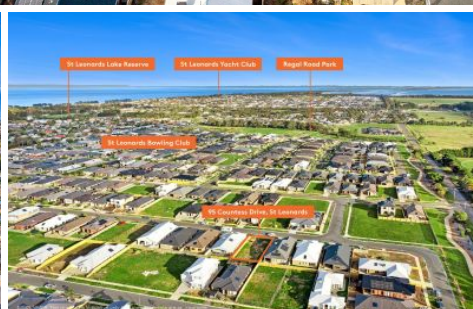 St Leonards Lake Reserve
St Leonards Yacht Club
Regal Road Park
St Leonards Bowling Club
95 Countess Drive, St Leonards